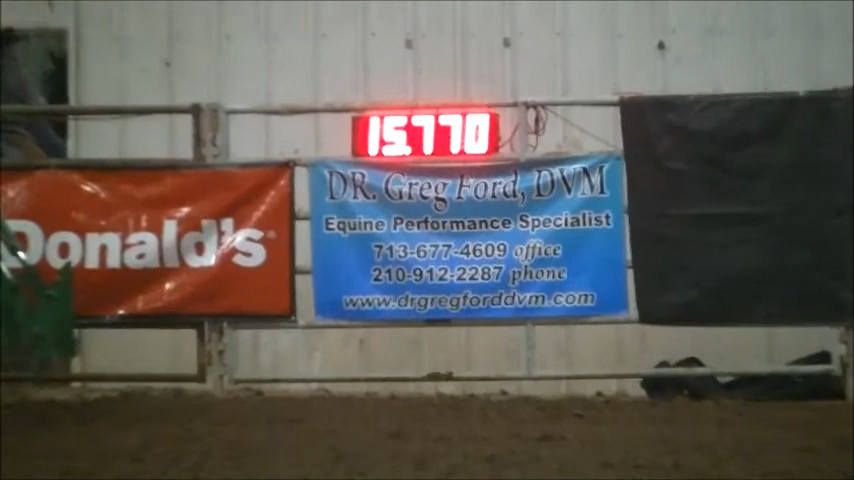 15.770
Donald's
DR. Greg Ford, DVM
Equine Performance Specialist
713-677-4609 office
210-912-2287 phone
www.drgregforddvm.com